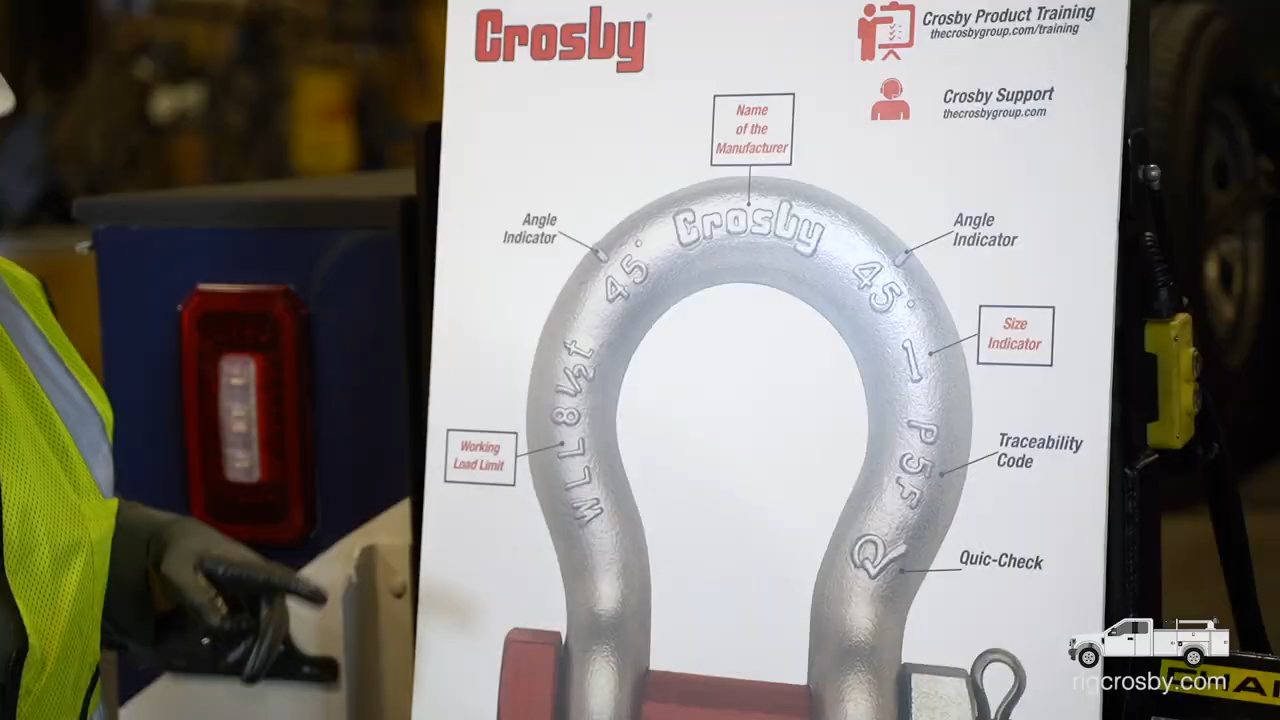 Crosby
Crosby Product Training
thecrosbygroup.com/training
Crosby Support
thecrosbygroup.com
Name
of the
Manufacturer
Angle
Indicator
Crosby
Angle
Indicator
45°
45°
Size
Indicator
1
WLL 8½t
Working
Load Limit
P5F
Traceability
Code
Q
Quic-Check
rigcrosby.com